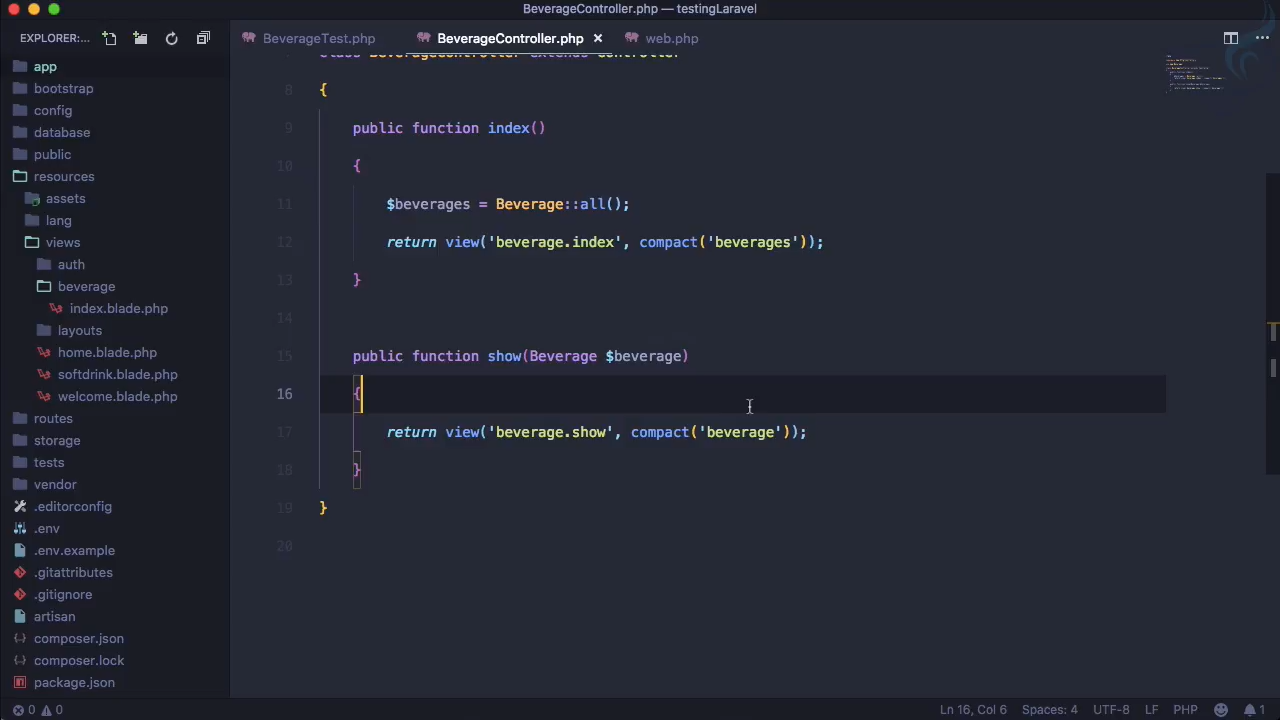 BeverageController.php — testingLaravel
EXPLORER:...
BeverageTest.php
BeverageController.php
web.php
app
bootstrap
config
database
public
resources
assets
lang
views
auth
beverage
index.blade.php
layouts
home.blade.php
softdrink.blade.php
welcome.blade.php
routes
storage
tests
vendor
.editorconfig
.env
.env.example
.gitattributes
.gitignore
artisan
composer.json
composer.lock
package.json
class BeverageController extends Controller
8 {
9 public function index()
10 {
11 $beverages = Beverage::all();
12 return view('beverage.index', compact('beverages'));
13 }
14
15 public function show(Beverage $beverage)
16 {
17 return view('beverage.show', compact('beverage'));
18 }
19 }
20
0 0
Ln 16, Col 6 Spaces: 4 UTF-8 LF PHP 1